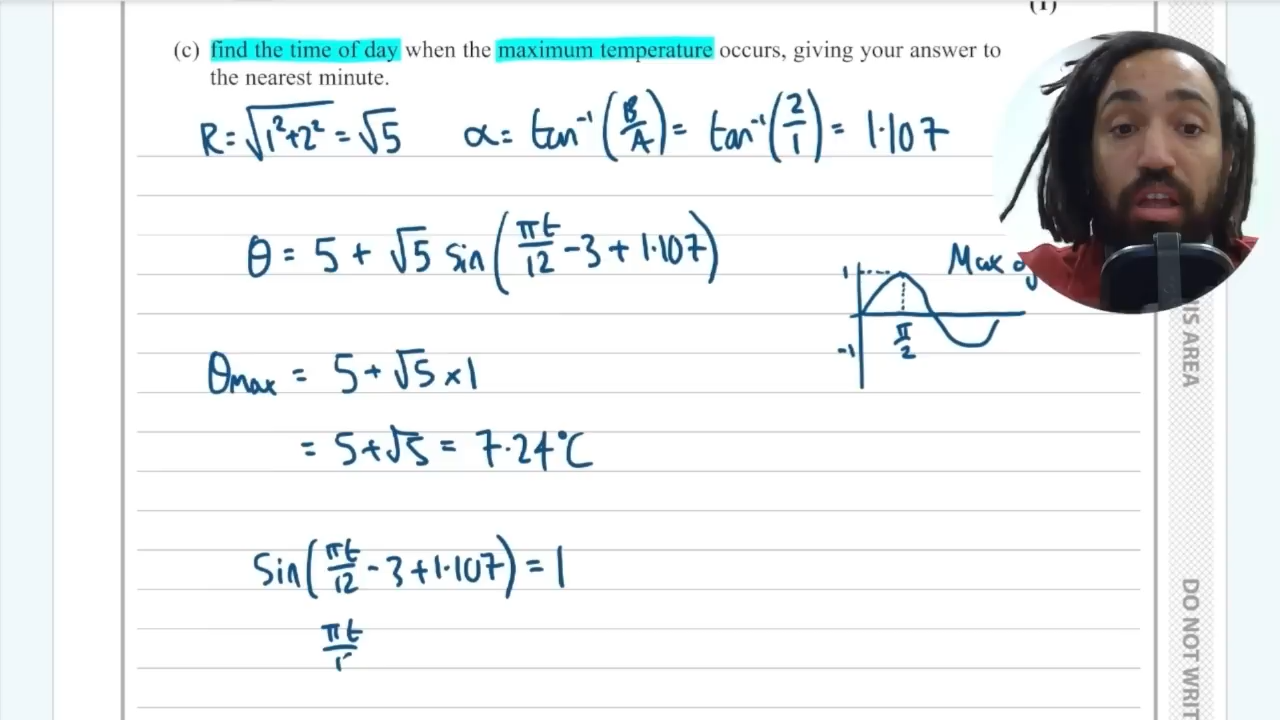 (1)
(c) find the time of day when the maximum temperature occurs, giving your answer to
the nearest minute.
R = √(1²+2²) = √5 α = tan⁻¹(B/A) = tan⁻¹(2/1) = 1.107
θ = 5 + √5 sin(πt/12 - 3 + 1.107)
Max
1
π/2
-1
θmax = 5 + √5 × 1
= 5 + √5 = 7.24°C
Sin(πt/12 - 3 + 1.107) = 1
πt/1
IS AREA
DO NOT WRIT